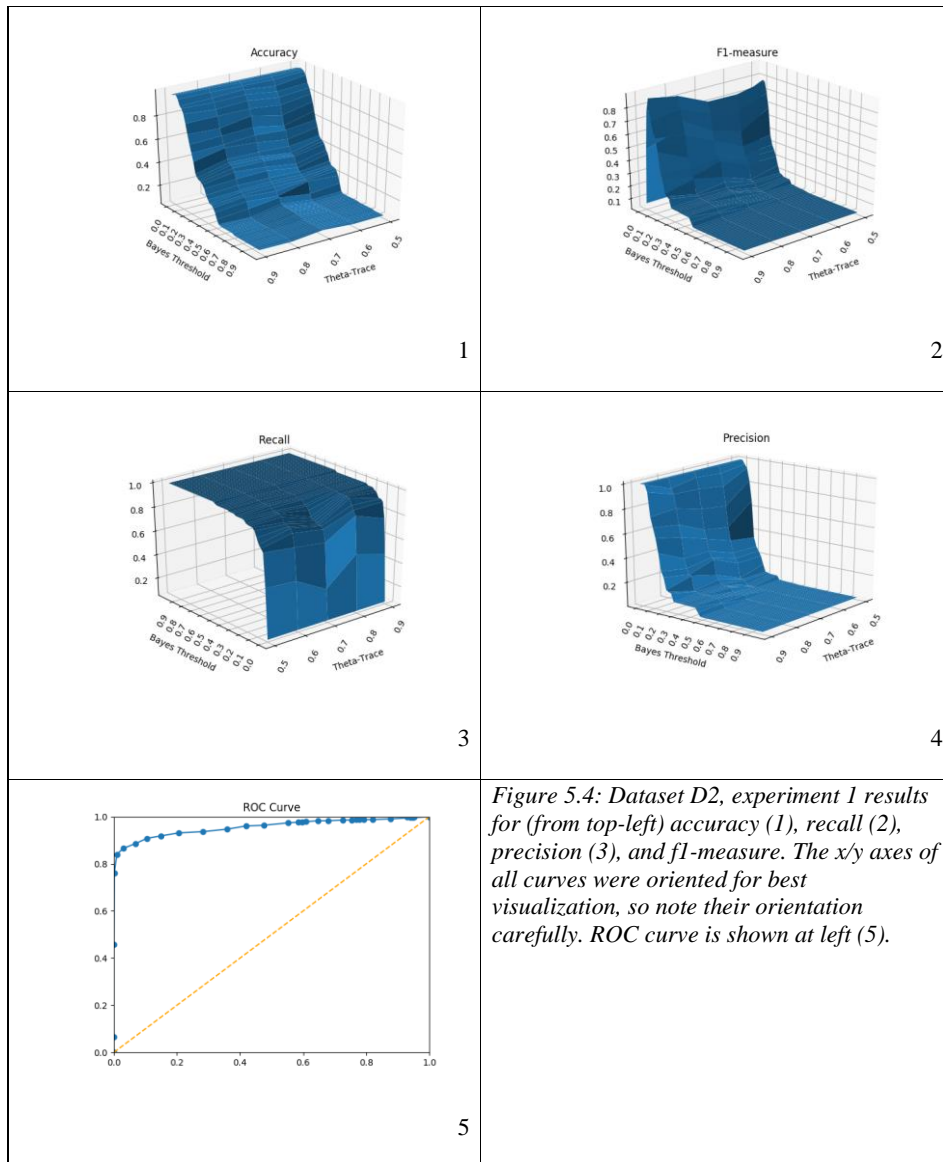 Accuracy
0.8
0.6
0.4
0.2
0.0 0.1 0.2 0.3 0.4 0.5 0.6 0.7 0.8 0.9
Bayes Threshold
0.9 0.8 0.7 0.6 0.5
Theta-Trace
1
F1-measure
0.8
0.7
0.6
0.5
0.4
0.3
0.2
0.1
0.0 0.1 0.2 0.3 0.4 0.5 0.6 0.7 0.8 0.9
Bayes Threshold
0.9 0.8 0.7 0.6 0.5
Theta-Trace
2
Recall
1.0
0.8
0.6
0.4
0.2
0.9 0.8 0.7 0.6 0.5 0.4 0.3 0.2 0.1 0.0
Bayes Threshold
0.5 0.6 0.7 0.8 0.9
Theta-Trace
3
Precision
1.0
0.8
0.6
0.4
0.2
0.0 0.1 0.2 0.3 0.4 0.5 0.6 0.7 0.8 0.9
Bayes Threshold
0.9 0.8 0.7 0.6 0.5
Theta-Trace
4
ROC Curve
1.0
0.8
0.6
0.4
0.2
0.0
0.0 0.2 0.4 0.6 0.8 1.0
5
Figure 5.4: Dataset D2, experiment 1 results
for (from top-left) accuracy (1), recall (2),
precision (3), and f1-measure. The x/y axes of
all curves were oriented for best
visualization, so note their orientation
carefully. ROC curve is shown at left (5).